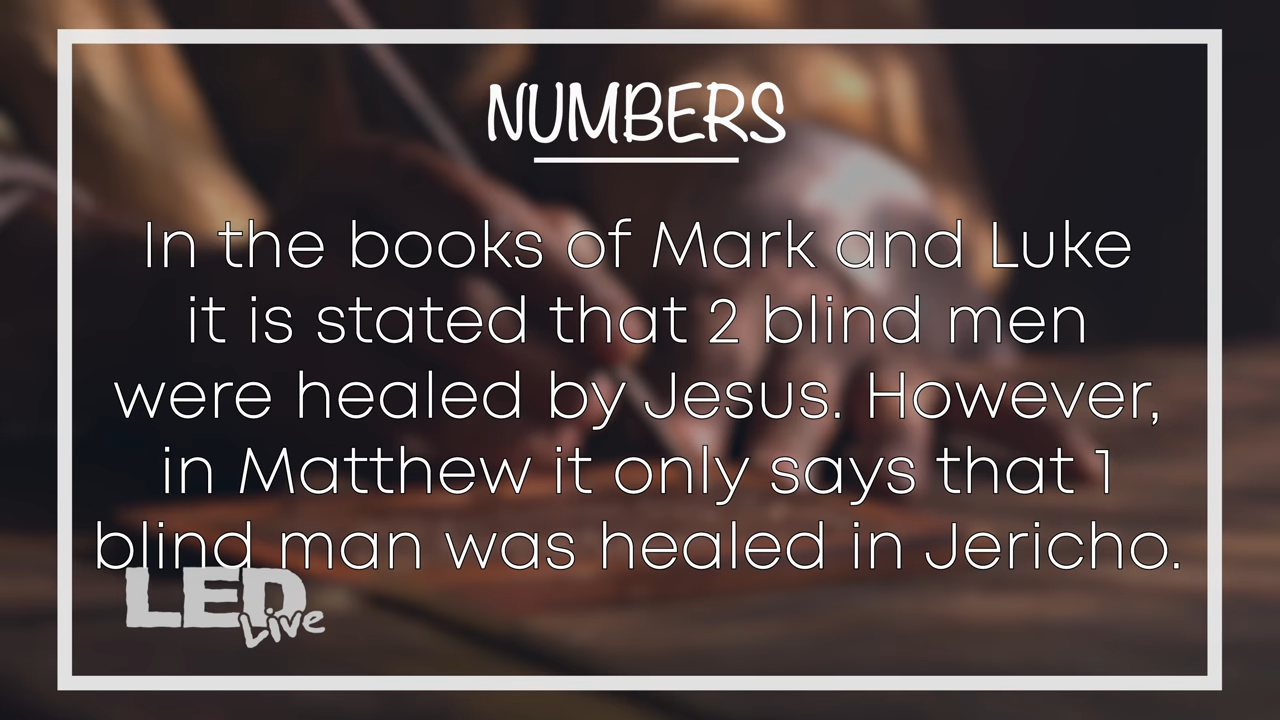 NUMBERS
In the books of Mark and Luke
it is stated that 2 blind men
were healed by Jesus. However,
in Matthew it only says that 1
blind man was healed in Jericho.
LED
Live